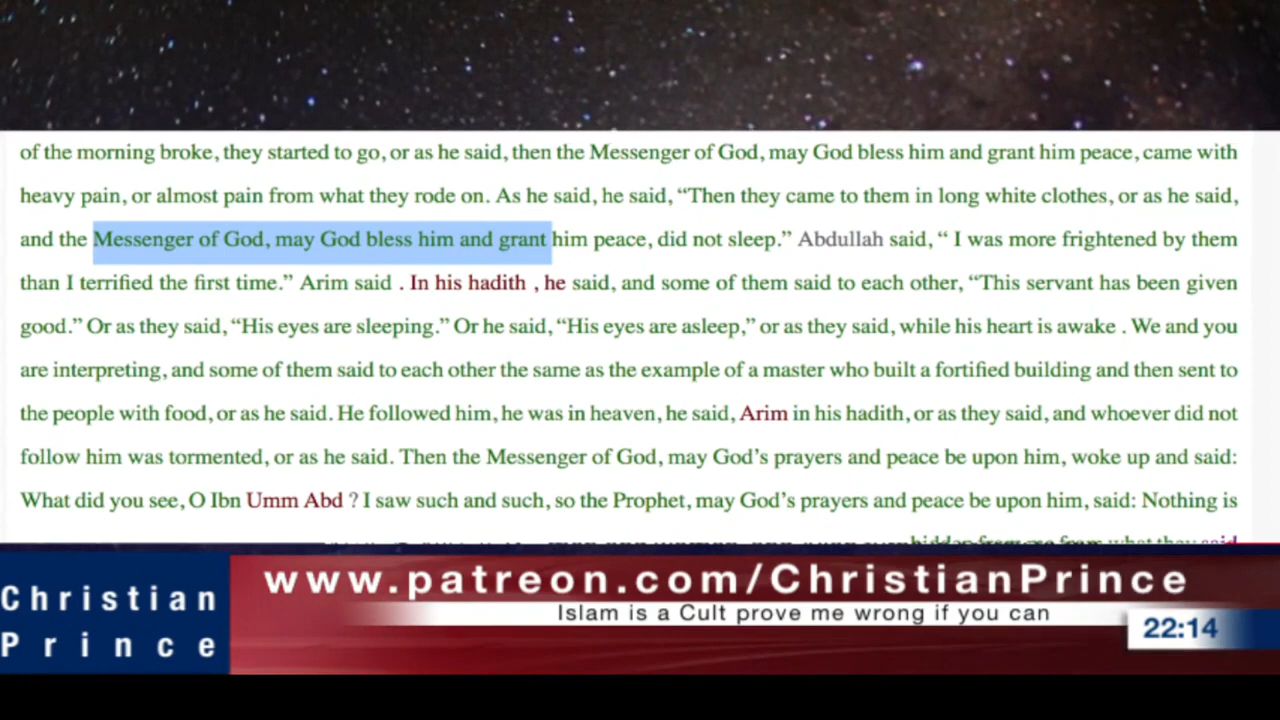 of the morning broke, they started to go, or as he said, then the Messenger of God, may God bless him and grant him peace, came with
heavy pain, or almost pain from what they rode on. As he said, he said, “Then they came to them in long white clothes, or as he said,
and the Messenger of God, may God bless him and grant him peace, did not sleep.” Abdullah said, “ I was more frightened by them
than I terrified the first time.” Arim said . In his hadith , he said, and some of them said to each other, “This servant has been given
good.” Or as they said, “His eyes are sleeping.” Or he said, “His eyes are asleep,” or as they said, while his heart is awake . We and you
are interpreting, and some of them said to each other the same as the example of a master who built a fortified building and then sent to
the people with food, or as he said. He followed him, he was in heaven, he said, Arim in his hadith, or as they said, and whoever did not
follow him was tormented, or as he said. Then the Messenger of God, may God’s prayers and peace be upon him, woke up and said:
What did you see, O Ibn Umm Abd ? I saw such and such, so the Prophet, may God’s prayers and peace be upon him, said: Nothing is
hidden from me from what they said
Christian
Prince
www.patreon.com/ChristianPrince
Islam is a Cult prove me wrong if you can
22:14